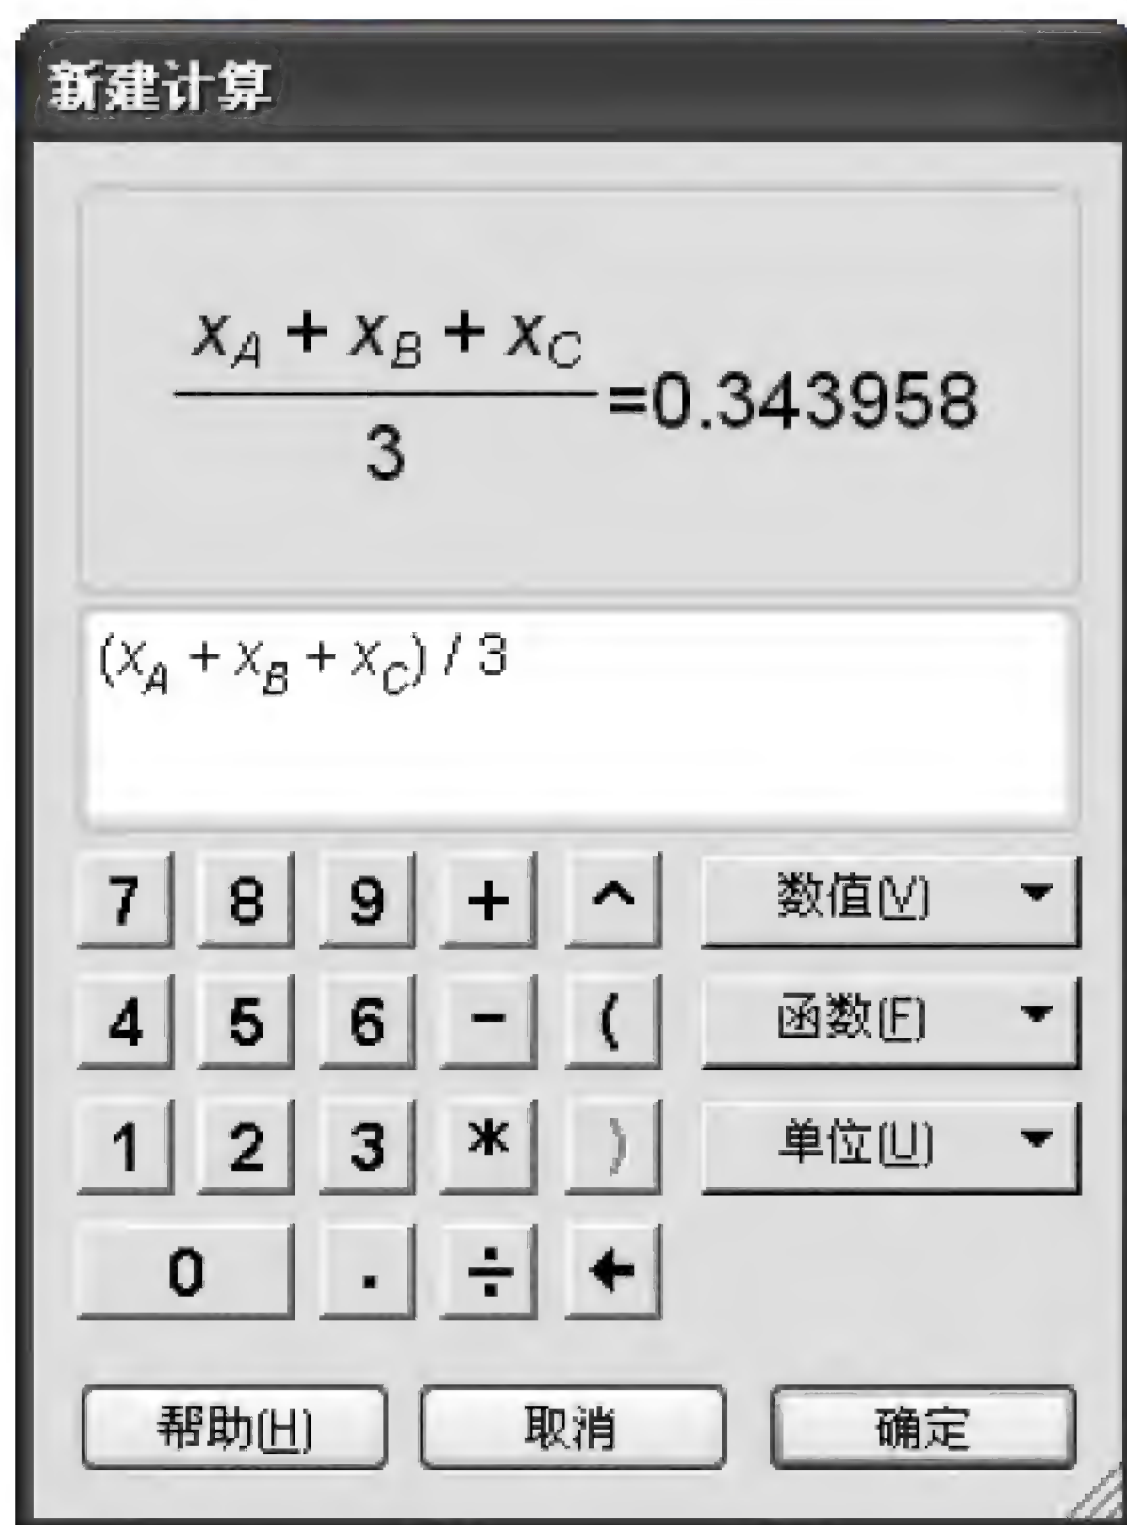 新建计算
x_A + x_B + x_C
3
=0.343958
(x_A + x_B + x_C) / 3
7 8 9 + ^ 数值(V)
4 5 6 - ( 函数(F)
1 2 3 * ) 单位(U)
0 . ÷ ←
帮助(H) 取消 确定